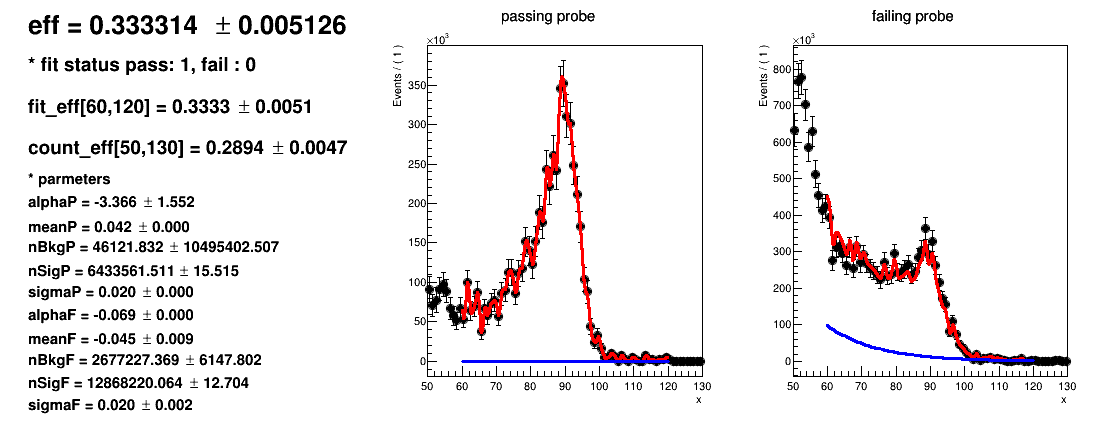 eff = 0.333314 ± 0.005126
* fit status pass: 1, fail : 0
fit_eff[60,120] = 0.3333 ± 0.0051
count_eff[50,130] = 0.2894 ± 0.0047
* parmeters
alphaP = -3.366 ± 1.552
meanP = 0.042 ± 0.000
nBkgP = 46121.832 ± 10495402.507
nSigP = 6433561.511 ± 15.515
sigmaP = 0.020 ± 0.000
alphaF = -0.069 ± 0.000
meanF = -0.045 ± 0.009
nBkgF = 2677227.369 ± 6147.802
nSigF = 12868220.064 ± 12.704
sigmaF = 0.020 ± 0.002
passing probe
×10³
Events / ( 1 )
350
300
250
200
150
100
50
0
50 60 70 80 90 100 110 120 130
x
failing probe
×10³
Events / ( 1 )
800
700
600
500
400
300
200
100
0
50 60 70 80 90 100 110 120 130
x